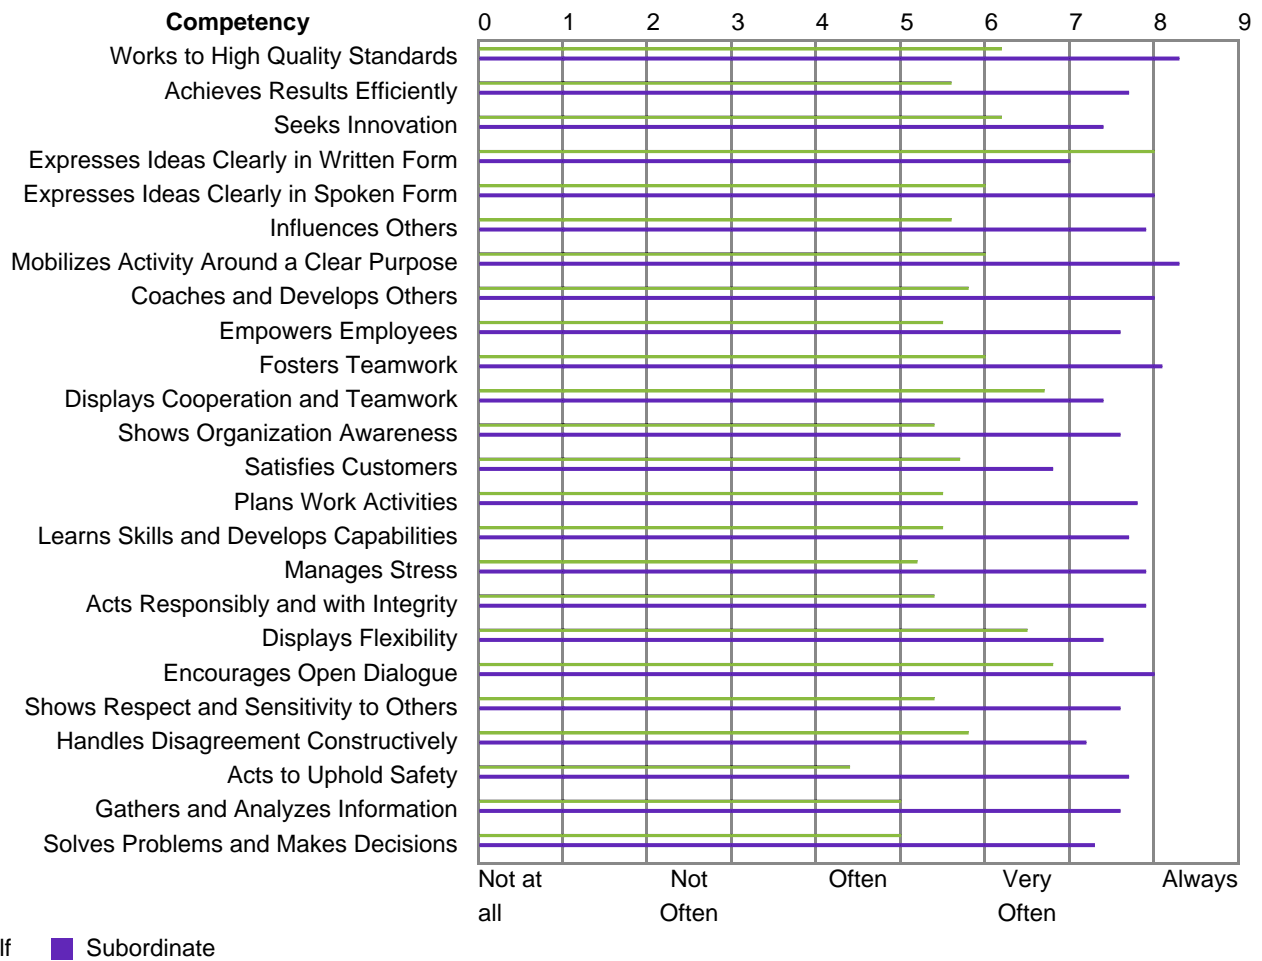 Competency 0 1 2 3 4 5 6 7 8 9
Works to High Quality Standards
Achieves Results Efficiently
Seeks Innovation
Expresses Ideas Clearly in Written Form
Expresses Ideas Clearly in Spoken Form
Influences Others
Mobilizes Activity Around a Clear Purpose
Coaches and Develops Others
Empowers Employees
Fosters Teamwork
Displays Cooperation and Teamwork
Shows Organization Awareness
Satisfies Customers
Plans Work Activities
Learns Skills and Develops Capabilities
Manages Stress
Acts Responsibly and with Integrity
Displays Flexibility
Encourages Open Dialogue
Shows Respect and Sensitivity to Others
Handles Disagreement Constructively
Acts to Uphold Safety
Gathers and Analyzes Information
Solves Problems and Makes Decisions
Not at Not Often Very Always
all Often Often
lf Subordinate